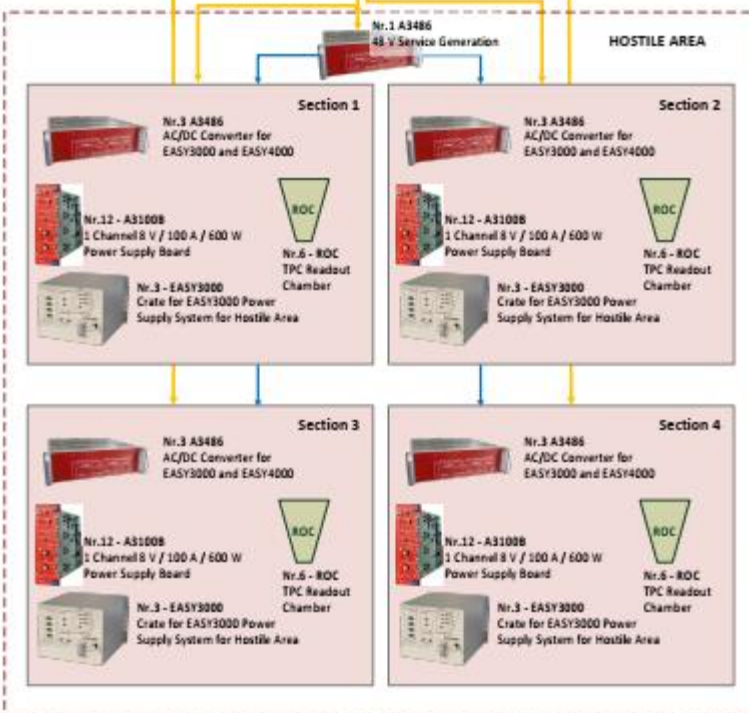 Nr.1 A3486
48 V Service Generation
HOSTILE AREA
Section 1
Nr.3 A3486
AC/DC Converter for
EASY3000 and EASY4000
Nr.12 - A3100B
1 Channel 8 V / 100 A / 600 W
Power Supply Board
ROC
Nr.6 - ROC
TPC Readout
Chamber
Nr.3 - EASY3000
Crate for EASY3000 Power
Supply System for Hostile Area
Section 2
Nr.3 A3486
AC/DC Converter for
EASY3000 and EASY4000
Nr.12 - A3100B
1 Channel 8 V / 100 A / 600 W
Power Supply Board
ROC
Nr.6 - ROC
TPC Readout
Chamber
Nr.3 - EASY3000
Crate for EASY3000 Power
Supply System for Hostile Area
Section 3
Nr.3 A3486
AC/DC Converter for
EASY3000 and EASY4000
Nr.12 - A3100B
1 Channel 8 V / 100 A / 600 W
Power Supply Board
ROC
Nr.6 - ROC
TPC Readout
Chamber
Nr.3 - EASY3000
Crate for EASY3000 Power
Supply System for Hostile Area
Section 4
Nr.3 A3486
AC/DC Converter for
EASY3000 and EASY4000
Nr.12 - A3100B
1 Channel 8 V / 100 A / 600 W
Power Supply Board
ROC
Nr.6 - ROC
TPC Readout
Chamber
Nr.3 - EASY3000
Crate for EASY3000 Power
Supply System for Hostile Area